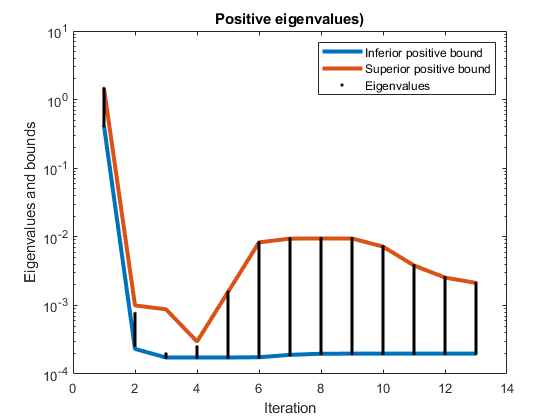 Positive eigenvalues)
Eigenvalues and bounds
10^1
10^0
10^-1
10^-2
10^-3
10^-4
Inferior positive bound
Superior positive bound
Eigenvalues
0 2 4 6 8 10 12 14
Iteration